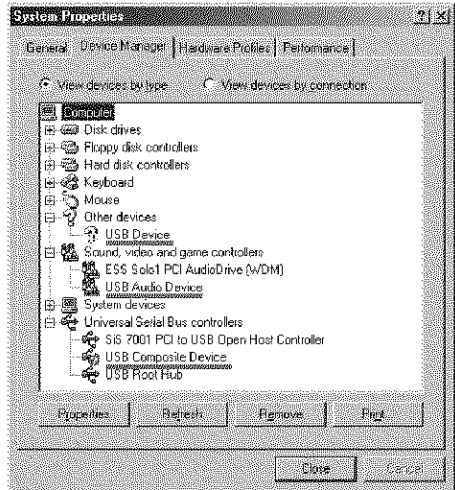 System Properties
General Device Manager Hardware Profiles Performance
View devices by type View devices by connection
Computer
Disk drives
Floppy disk controllers
Hard disk controllers
Keyboard
Mouse
Other devices
USB Device
Sound, video and game controllers
ESS Solo1 PCI AudioDrive (WDM)
USB Audio Device
System devices
Universal Serial Bus controllers
SiS 7001 PCI to USB Open Host Controller
USB Composite Device
USB Root Hub
Properties Refresh Remove Print
Close Cancel